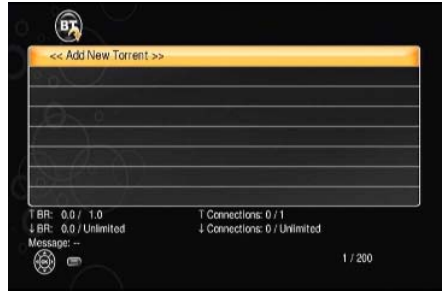 BT
<< Add New Torrent >>
↑ BR: 0.0 / 1.0 ↑ Connections: 0 / 1
↓ BR: 0.0 / Unlimited ↓ Connections: 0 / Unlimited
Message: --
OK 1 / 200